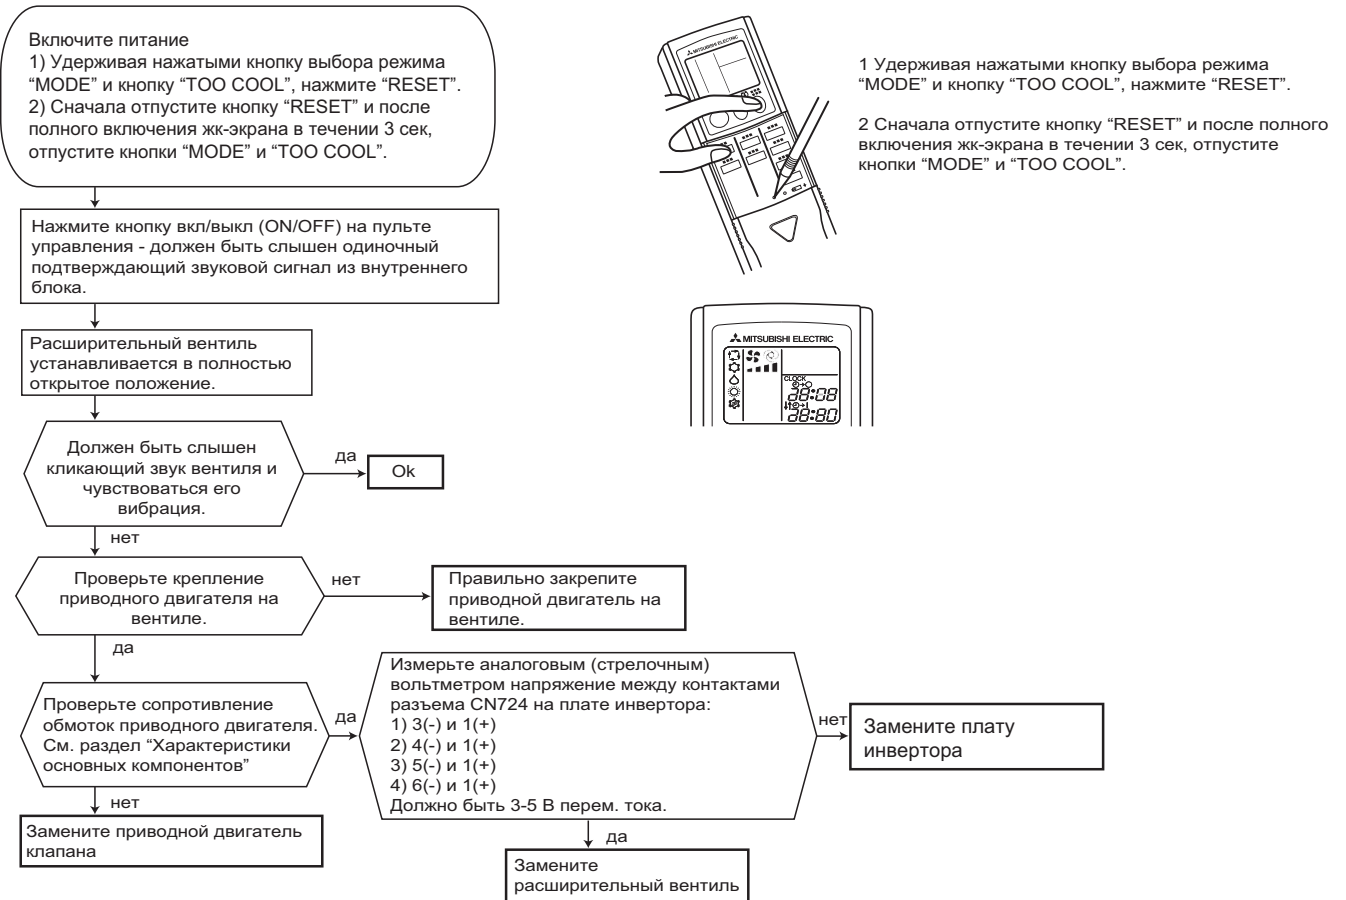 Включите питание
1) Удерживая нажатыми кнопку выбора режима
“MODE” и кнопку “TOO COOL”, нажмите “RESET”.
2) Сначала отпустите кнопку “RESET” и после
полного включения жк-экрана в течении 3 сек,
отпустите кнопки “MODE” и “TOO COOL”.
Нажмите кнопку вкл/выкл (ON/OFF) на пульте
управления - должен быть слышен одиночный
подтверждающий звуковой сигнал из внутреннего
блока.
Расширительный вентиль
устанавливается в полностью
открытое положение.
Должен быть слышен
кликающий звук вентиля и
чувствоваться его
вибрация.
да
Ok
нет
Проверьте крепление
приводного двигателя на
вентиле.
нет
Правильно закрепите
приводной двигатель на
вентиле.
да
Проверьте сопротивление
обмоток приводного двигателя.
См. раздел “Характеристики
основных компонентов”
да
нет
Замените приводной двигатель
клапана
Измерьте аналоговым (стрелочным)
вольтметром напряжение между контактами
разъема CN724 на плате инвертора:
1) 3(-) и 1(+)
2) 4(-) и 1(+)
3) 5(-) и 1(+)
4) 6(-) и 1(+)
Должно быть 3-5 В перем. тока.
нет
Замените плату
инвертора
да
Замените
расширительный вентиль
MITSUBISHI ELECTRIC
1 Удерживая нажатыми кнопку выбора режима
“MODE” и кнопку “TOO COOL”, нажмите “RESET”.
2 Сначала отпустите кнопку “RESET” и после полного
включения жк-экрана в течении 3 сек, отпустите
кнопки “MODE” и “TOO COOL”.
MITSUBISHI ELECTRIC
CLOCK
88:08
88:80